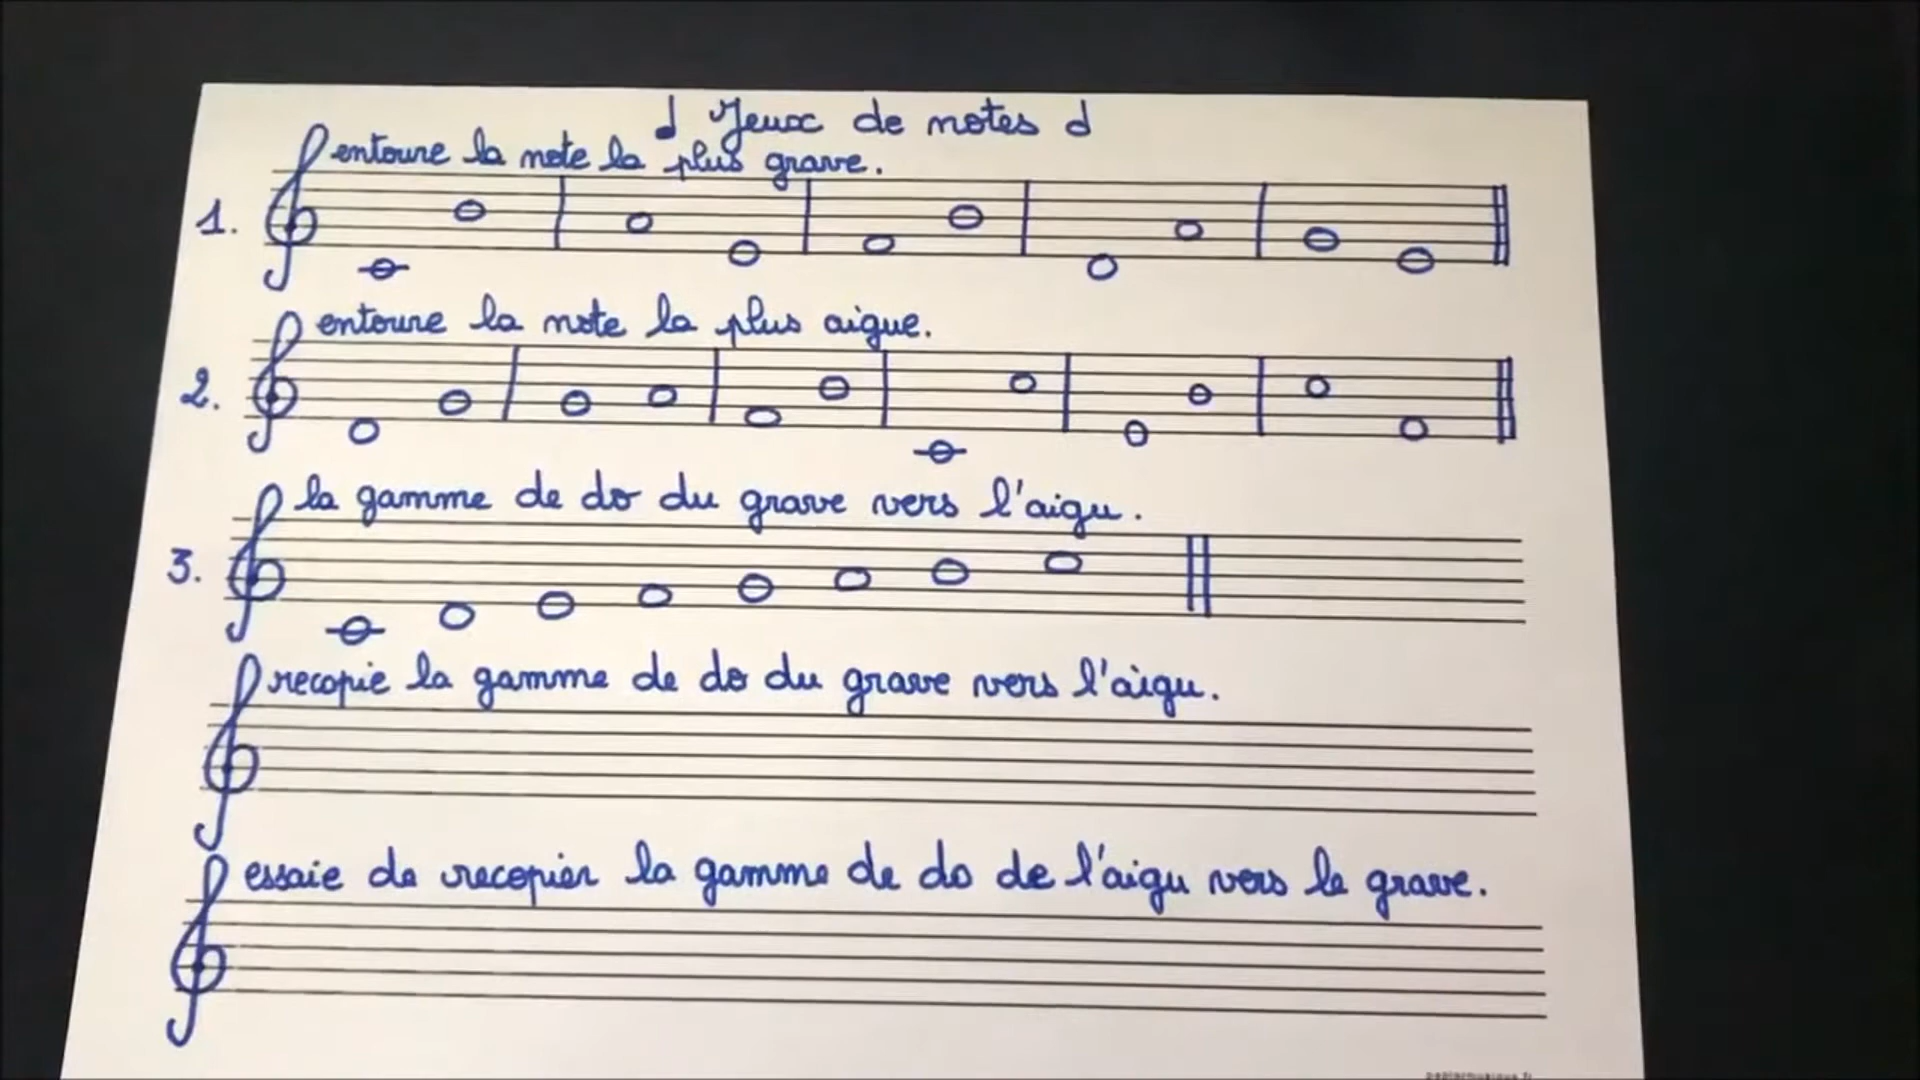 Jeux de notes
entoure la note la plus grave.
1.
entoure la note la plus aigue.
2.
la gamme de do du grave vers l'aigu.
3.
recopie la gamme de do du grave vers l'aigu.
essaie de recopier la gamme de do de l'aigu vers le grave.